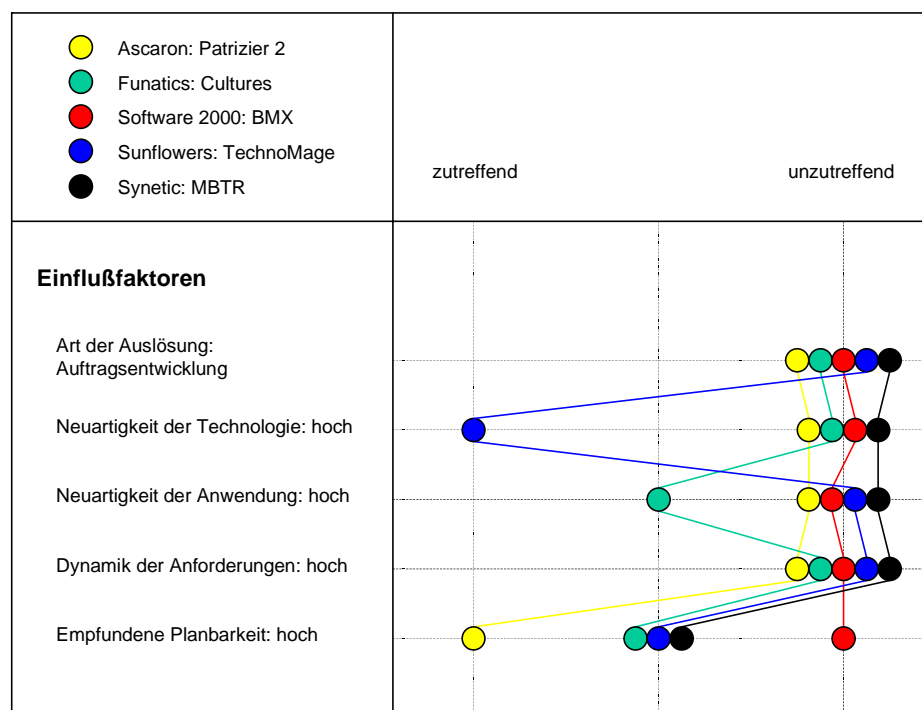 Ascaron: Patrizier 2
Funatics: Cultures
Software 2000: BMX
Sunflowers: TechnoMage
Synetic: MBTR
zutreffend
unzutreffend
Einflußfaktoren
Art der Auslösung:
Auftragsentwicklung
Neuartigkeit der Technologie: hoch
Neuartigkeit der Anwendung: hoch
Dynamik der Anforderungen: hoch
Empfundene Planbarkeit: hoch